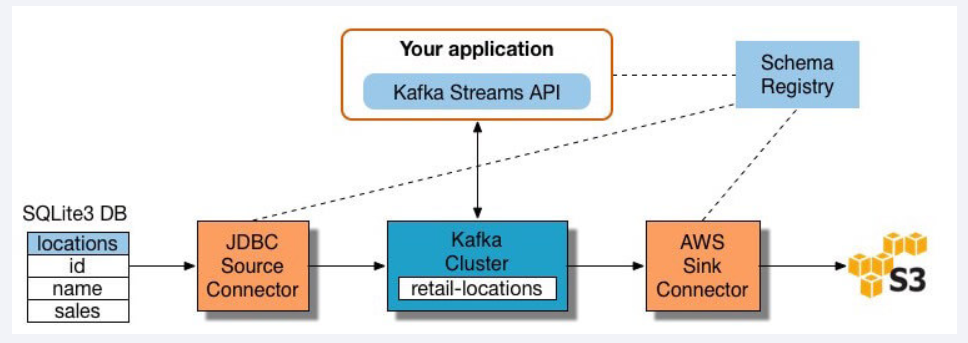 Your application
Kafka Streams API
Schema
Registry
SQLite3 DB
locations
id
name
sales
JDBC
Source
Connector
Kafka
Cluster
retail-locations
AWS
Sink
Connector
S3